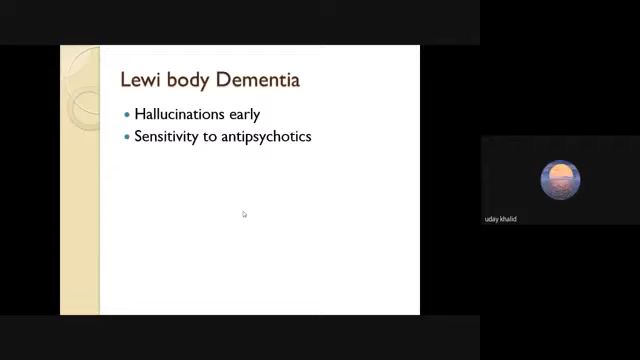 Lewi body Dementia
Hallucinations early
Sensitivity to antipsychotics
uday khalid